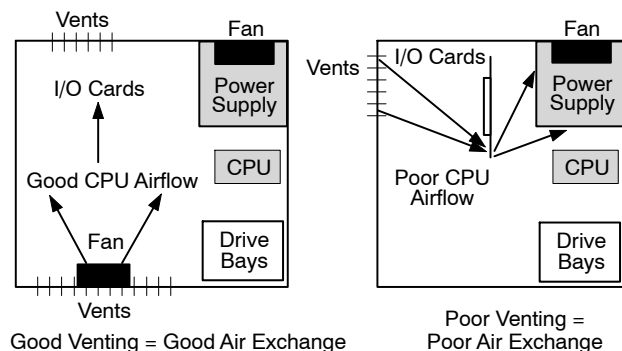 Vents
Fan
I/O Cards
Power
Supply
CPU
Good CPU Airflow
Fan
Drive
Bays
Vents
Good Venting = Good Air Exchange
Fan
I/O Cards
Vents
Power
Supply
CPU
Poor CPU
Airflow
Drive
Bays
Poor Venting =
Poor Air Exchange